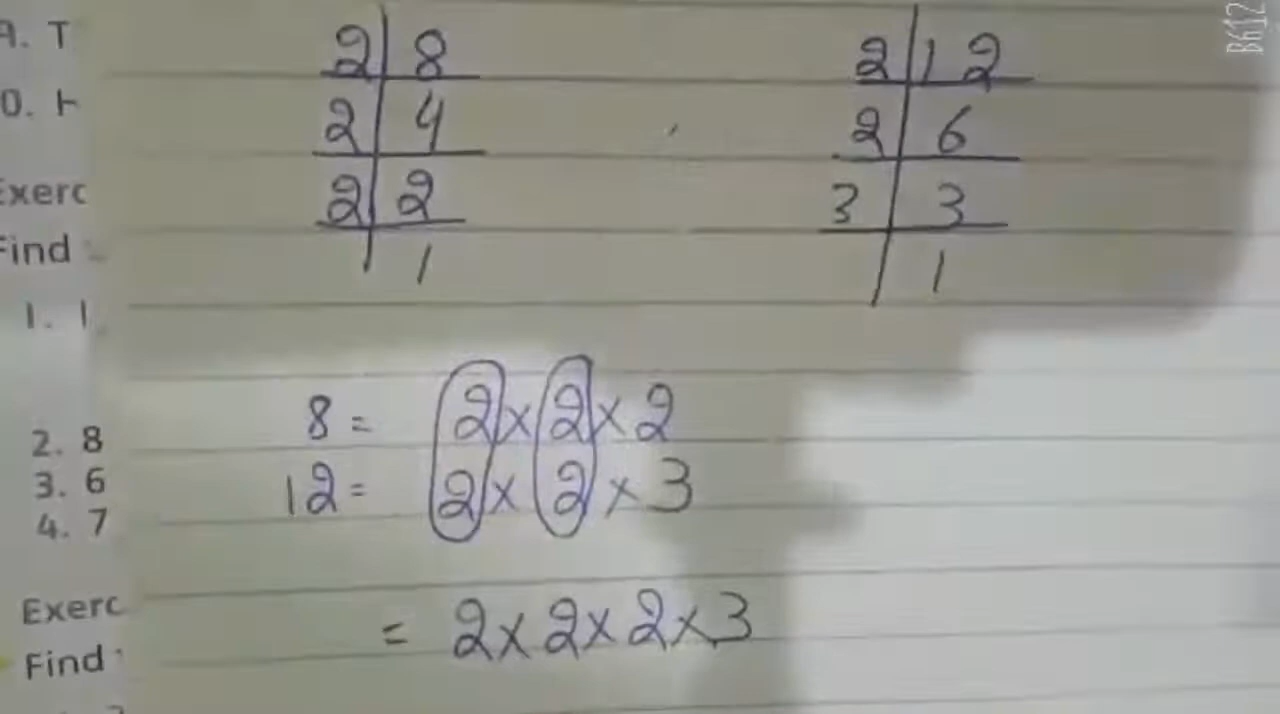 9. T
0. H
Exerc
Find
1. 1
2. 8
3. 6
4. 7
Exerc
Find
2 | 8
2 | 4
2 | 2
| 1
2 | 12
2 | 6
3 | 3
| 1
8 = 2 × 2 × 2
12 = 2 × 2 × 3
= 2 × 2 × 2 × 3
B612